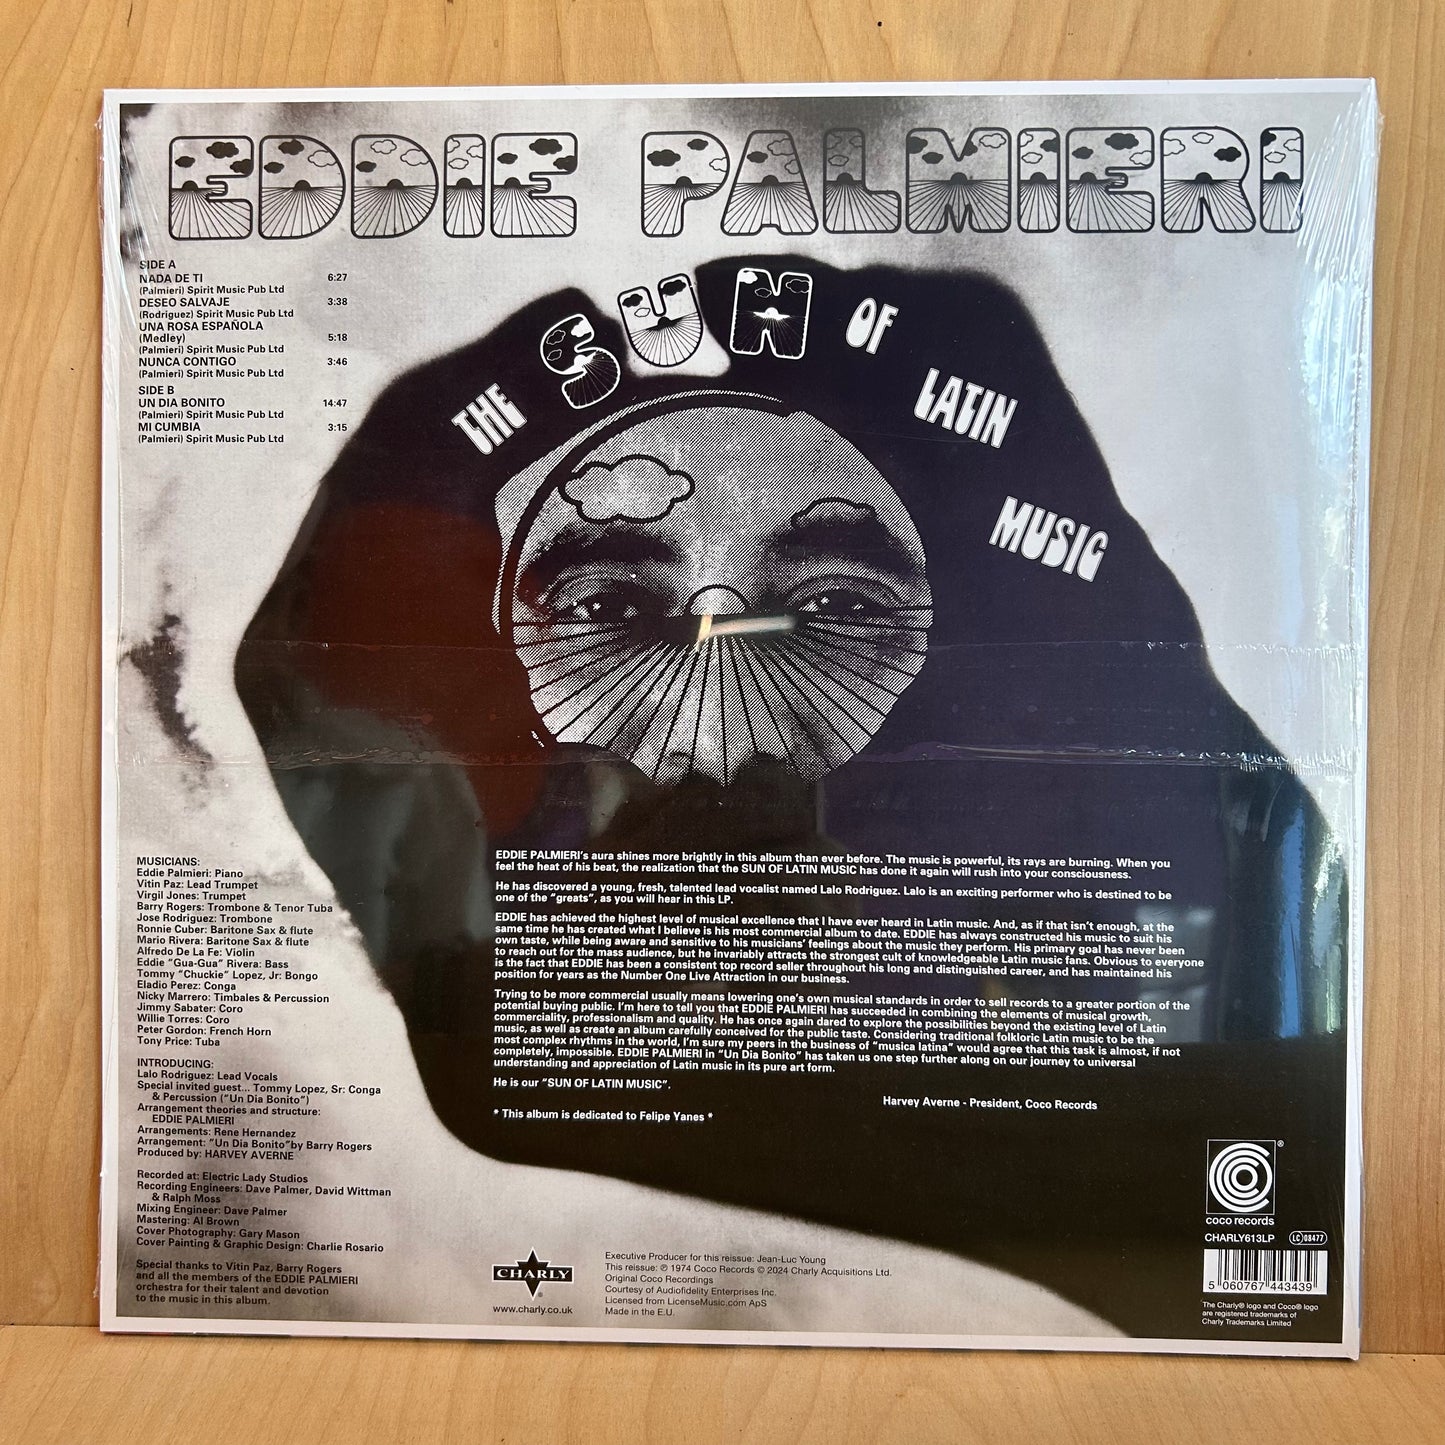 EDDIE PALMIERI
THE SUN OF LATIN MUSIC
SIDE A
NADA DE TI 6:27
(Palmieri) Spirit Music Pub Ltd
DESEO SALVAJE 3:38
(Rodriguez) Spirit Music Pub Ltd
UNA ROSA ESPAÑOLA
(Medley) 5:18
(Palmieri) Spirit Music Pub Ltd
NUNCA CONTIGO 3:46
(Palmieri) Spirit Music Pub Ltd
SIDE B
UN DIA BONITO 14:47
(Palmieri) Spirit Music Pub Ltd
MI CUMBIA 3:15
(Palmieri) Spirit Music Pub Ltd
MUSICIANS:
Eddie Palmieri: Piano
Vitin Paz: Lead Trumpet
Virgil Jones: Trumpet
Barry Rogers: Trombone & Tenor Tuba
Jose Rodriguez: Trombone
Ronnie Cuber: Baritone Sax & flute
Mario Rivera: Baritone Sax & flute
Alfredo De La Fe: Violin
Eddie "Gua-Gua" Rivera: Bass
Tommy "Chuckie" Lopez, Jr: Bongo
Eladio Perez: Conga
Nicky Marrero: Timbales & Percussion
Jimmy Sabater: Coro
Willie Torres: Coro
Peter Gordon: French Horn
Tony Price: Tuba
INTRODUCING:
Lalo Rodriguez: Lead Vocals
Special invited guest... Tommy Lopez, Sr: Conga
& Percussion ("Un Dia Bonito")
Arrangement theories and structure:
EDDIE PALMIERI
Arrangements: Rene Hernandez
Arrangement: "Un Dia Bonito"by Barry Rogers
Produced by: HARVEY AVERNE
Recorded at: Electric Lady Studios
Recording Engineers: Dave Palmer, David Wittman
& Ralph Moss
Mixing Engineer: Dave Palmer
Mastering: Al Brown
Cover Photography: Gary Mason
Cover Painting & Graphic Design: Charlie Rosario
Special thanks to Vitin Paz, Barry Rogers
and all the members of the EDDIE PALMIERI
orchestra for their talent and devotion
to the music in this album.
EDDIE PALMIERI's aura shines more brightly in this album than ever before. The music is powerful, its rays are burning. When you
feel the heat of his beat, the realization that the SUN OF LATIN MUSIC has done it again will rush into your consciousness.
He has discovered a young, fresh, talented lead vocalist named Lalo Rodriguez. Lalo is an exciting performer who is destined to be
one of the "greats", as you will hear in this LP.
EDDIE has achieved the highest level of musical excellence that I have ever heard in Latin music. And, as if that isn't enough, at the
same time he has created what I believe is his most commercial album to date. EDDIE has always constructed his music to suit his
own taste, while being aware and sensitive to his musicians' feelings about the music they perform. His primary goal has never been
to reach out for the mass audience, but he invariably attracts the strongest cult of knowledgeable Latin music fans. Obvious to everyone
is the fact that EDDIE has been a consistent top record seller throughout his long and distinguished career, and has maintained his
position for years as the Number One Live Attraction in our business.
Trying to be more commercial usually means lowering one's own musical standards in order to sell records to a greater portion of the
potential buying public. I'm here to tell you that EDDIE PALMIERI has succeeded in combining the elements of musical growth,
commerciality, professionalism and quality. He has once again dared to explore the possibilities beyond the existing level of Latin
music, as well as create an album carefully conceived for the public taste. Considering traditional folkloric Latin music to be the
most complex rhythms in the world, I'm sure my peers in the business of "musica latina" would agree that this task is almost, if not
completely, impossible. EDDIE PALMIERI in "Un Dia Bonito" has taken us one step further along on our journey to universal
understanding and appreciation of Latin music in its pure art form.
He is our "SUN OF LATIN MUSIC".
Harvey Averne - President, Coco Records
* This album is dedicated to Felipe Yanes *
CHARLY
www.charly.co.uk
Executive Producer for this reissue: Jean-Luc Young
This reissue: ℗ 1974 Coco Records © 2024 Charly Acquisitions Ltd.
Original Coco Recordings
Courtesy of Audiofidelity Enterprises Inc.
Licensed from LicenseMusic.com ApS
Made in the E.U.
®
coco records
CHARLY613LP LC 08477
5 060767 443439
The Charly® logo and Coco® logo
are registered trademarks of
Charly Trademarks Limited